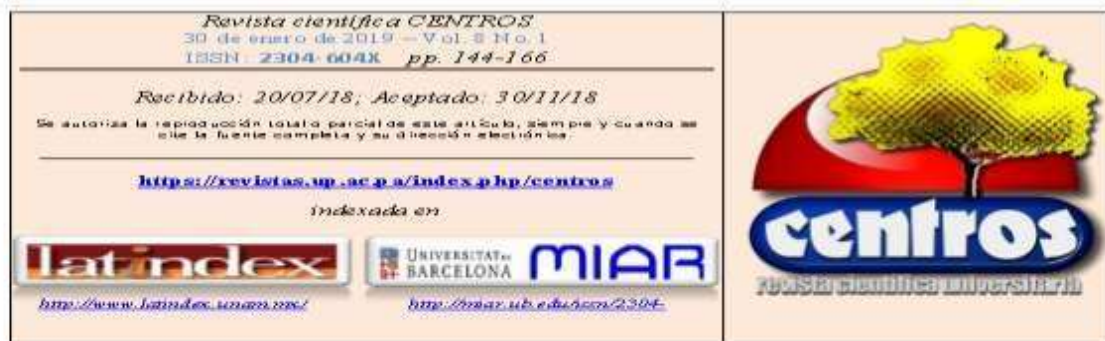 Revista científica CENTROS
30 de enero de 2019 – Vol. 8 No. 1
ISSN: 2304-604X pp. 144-166
Recibido: 20/07/18; Aceptado: 30/11/18
Se autoriza la reproducción total o parcial de este artículo, siempre y cuando se
cite la fuente completa y su dirección electrónica.
https://revistas.up.ac.pa/index.php/centros
indexada en
latindex
UNIVERSITAT DE
BARCELONA
MIAR
http://www.latindex.unam.mx/
http://miar.ub.edu/issn/2304-
centros
revista científica universitaria